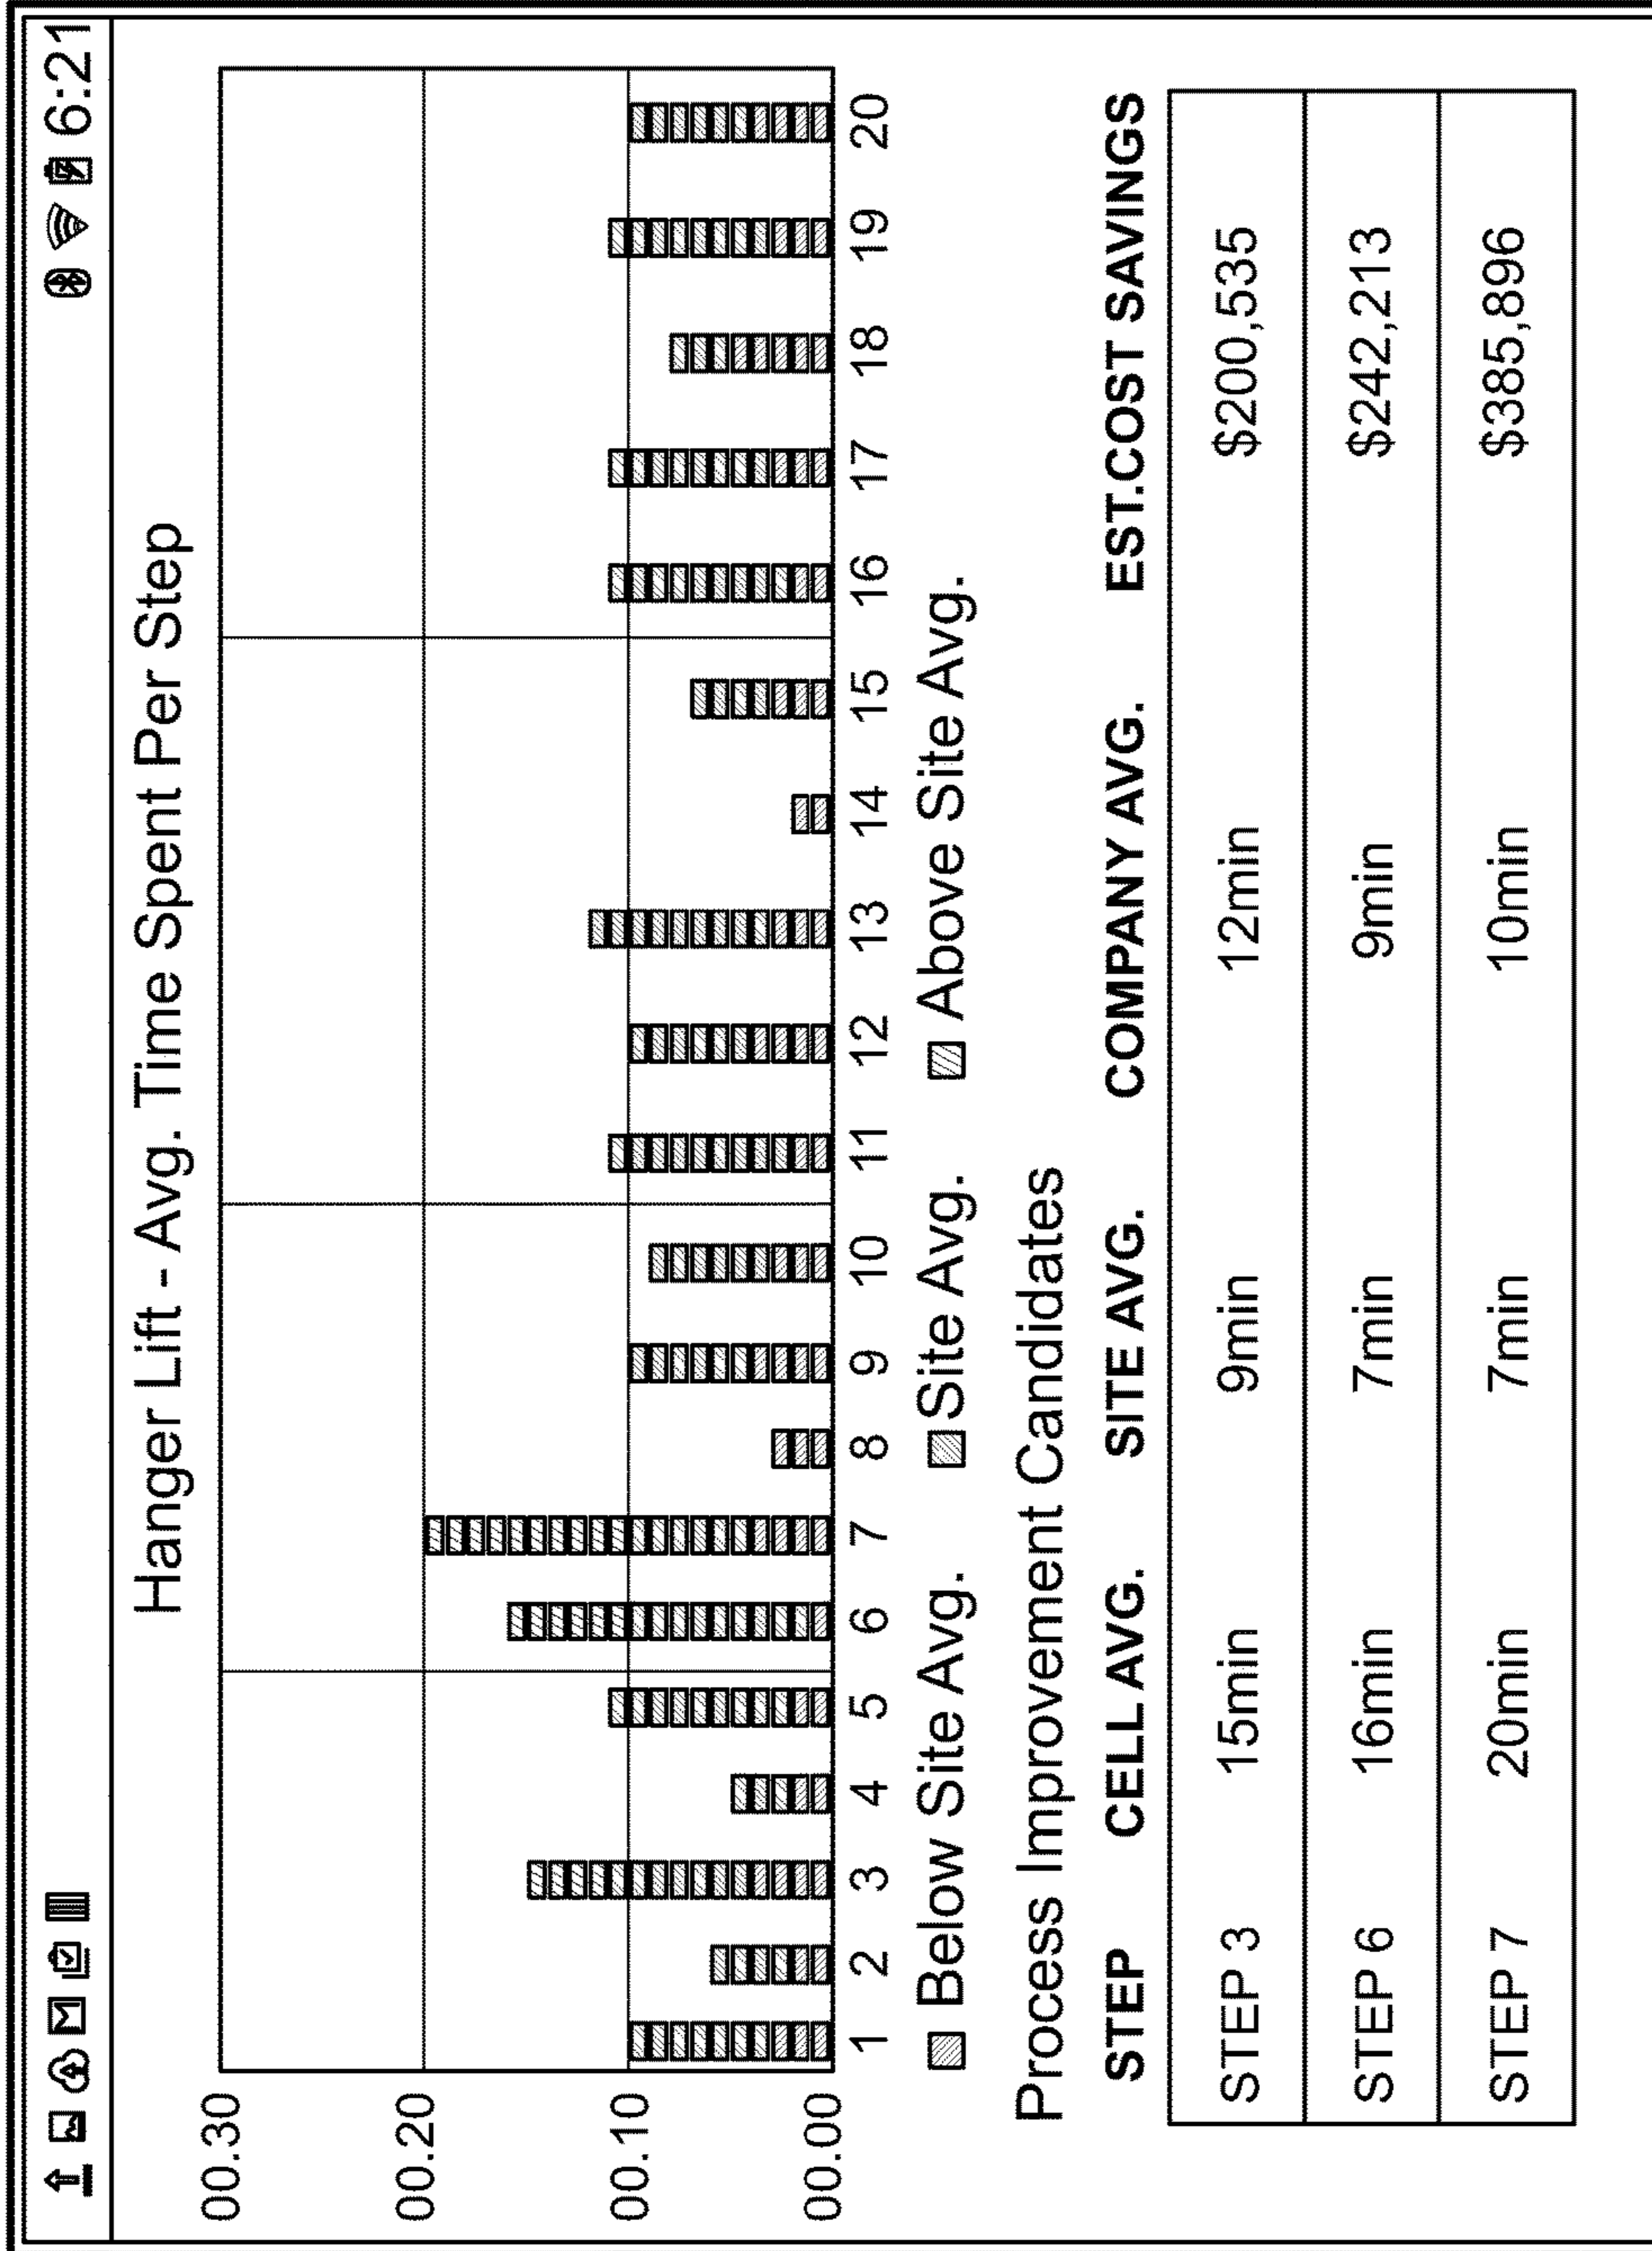 6:21
Hanger Lift - Avg. Time Spent Per Step
00.30
00.20
00.10
00.00
1 2 3 4 5 6 7 8 9 10 11 12 13 14 15 16 17 18 19 20
Below Site Avg. Site Avg. Above Site Avg.
Process Improvement Candidates
STEP CELL AVG. SITE AVG. COMPANY AVG. EST.COST SAVINGS
STEP 3 15min 9min 12min $200,535
STEP 6 16min 7min 9min $242,213
STEP 7 20min 7min 10min $385,896